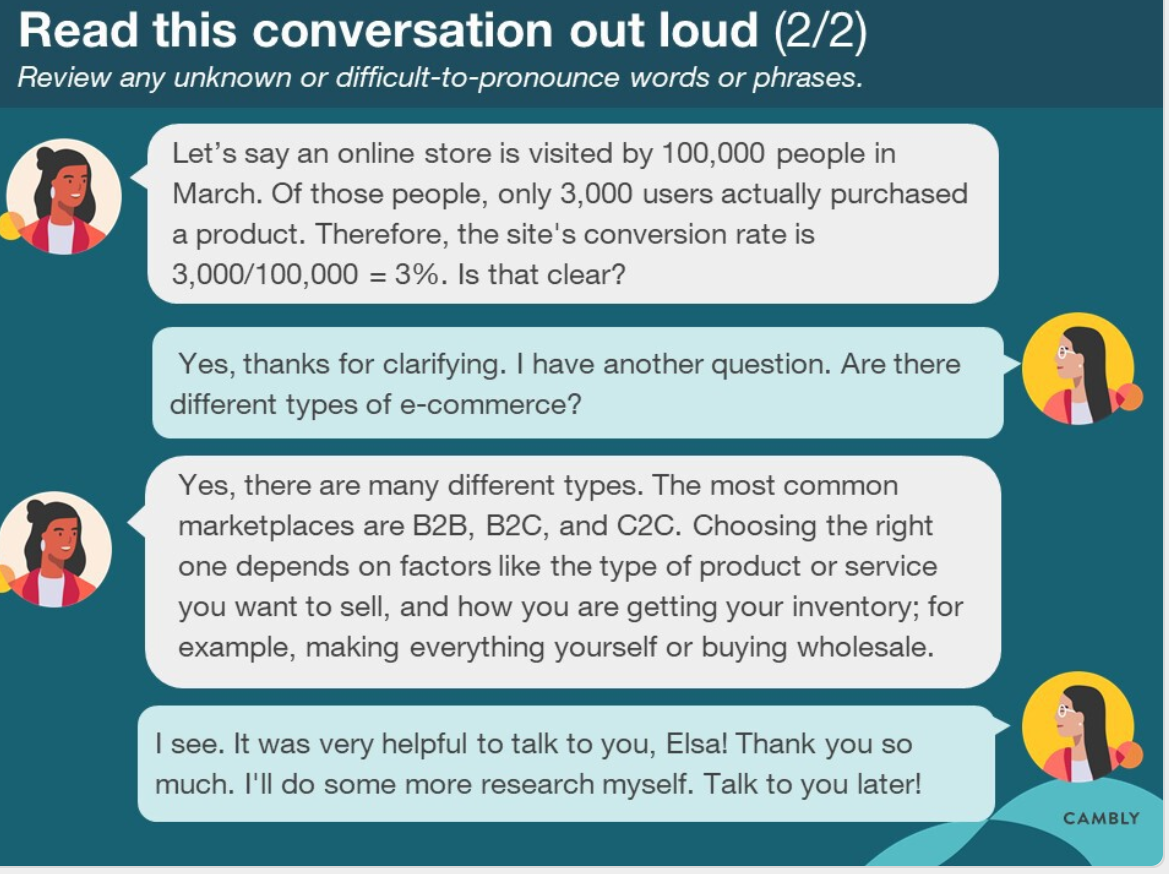 Read this conversation out loud (2/2)
Review any unknown or difficult-to-pronounce words or phrases.
Let’s say an online store is visited by 100,000 people in
March. Of those people, only 3,000 users actually purchased
a product. Therefore, the site's conversion rate is
3,000/100,000 = 3%. Is that clear?
Yes, thanks for clarifying. I have another question. Are there
different types of e-commerce?
Yes, there are many different types. The most common
marketplaces are B2B, B2C, and C2C. Choosing the right
one depends on factors like the type of product or service
you want to sell, and how you are getting your inventory; for
example, making everything yourself or buying wholesale.
I see. It was very helpful to talk to you, Elsa! Thank you so
much. I'll do some more research myself. Talk to you later!
CAMBLY